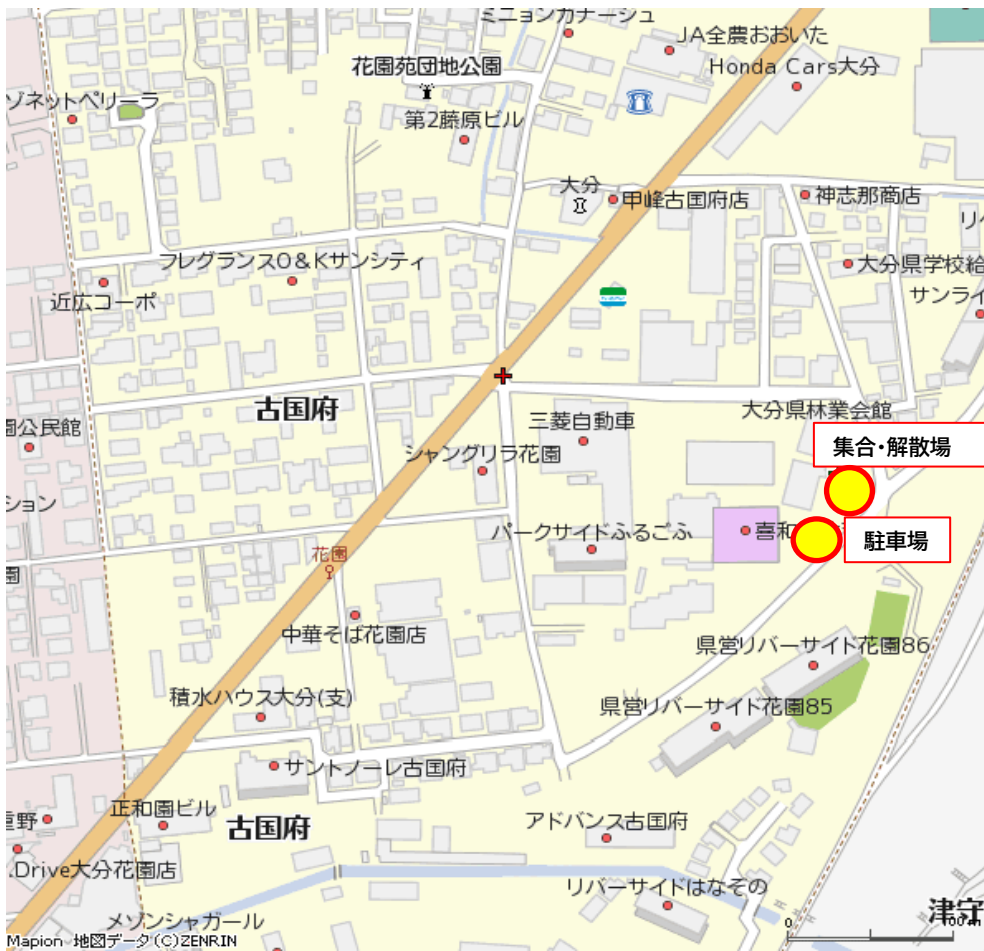 ミニョンカナーシュ
JA全農おおいた
花園苑団地公園
Honda Cars大分
ゾネットペリーラ
第2藤原ビル
大分
甲峰古国府店
神志那商店
リバ
フレグランスO&Kサンシティ
大分県学校給
近広コーポ
サンライ
古国府
大分県林業会館
園公民館
三菱自動車
集合・解散場
シャングリラ花園
ション
パークサイドふるごふ
喜和
駐車場
花園
園
中華そば花園店
県営リバーサイド花園86
積水ハウス大分(支)
県営リバーサイド花園85
サントノーレ古国府
正和園ビル
重野
古国府
アドバンス古国府
.Drive大分花園店
リバーサイドはなぞの
メゾンシャガール
津守
0
100m
Mapion 地図データ(C)ZENRIN